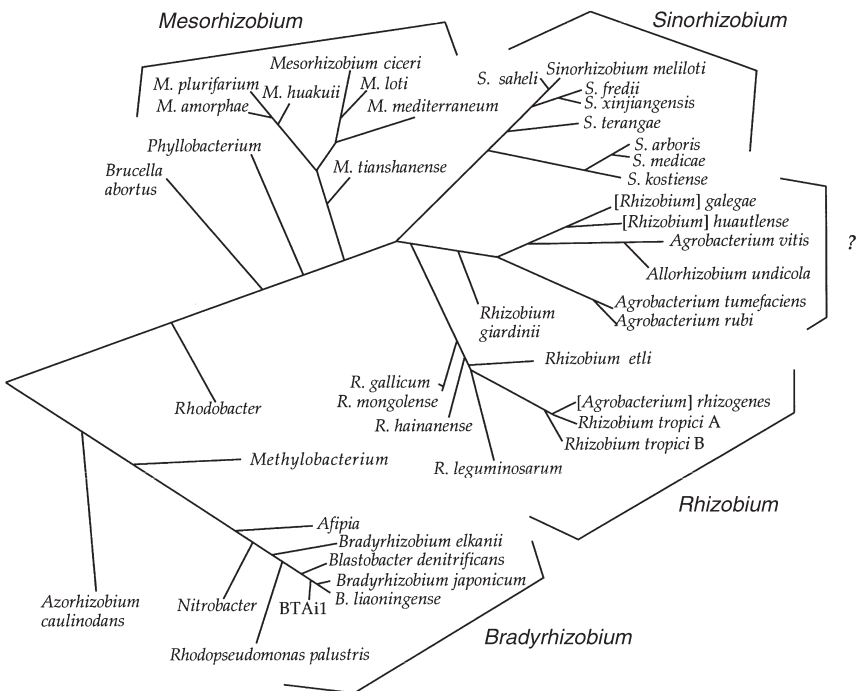 Mesorhizobium
Sinorhizobium
Mesorhizobium ciceri
M. plurifarium
M. huakuii
M. loti
M. amorphae
M. mediterraneum
Phyllobacterium
M. tianshanense
Brucella
abortus
S. saheli
Sinorhizobium meliloti
S. fredii
S. xinjiangensis
S. terangae
S. arboris
S. medicae
S. kostiense
[Rhizobium] galegae
[Rhizobium] huautlense
Agrobacterium vitis
?
Allorhizobium undicola
Agrobacterium tumefaciens
Agrobacterium rubi
Rhizobium
giardinii
Rhizobium etli
R. gallicum
R. mongolense
R. hainanense
R. leguminosarum
[Agrobacterium] rhizogenes
Rhizobium tropici A
Rhizobium tropici B
Rhizobium
Rhodobacter
Methylobacterium
Afipia
Bradyrhizobium elkanii
Blastobacter denitrificans
Bradyrhizobium japonicum
B. liaoningense
BTAi1
Nitrobacter
Azorhizobium
caulinodans
Rhodopseudomonas palustris
Bradyrhizobium